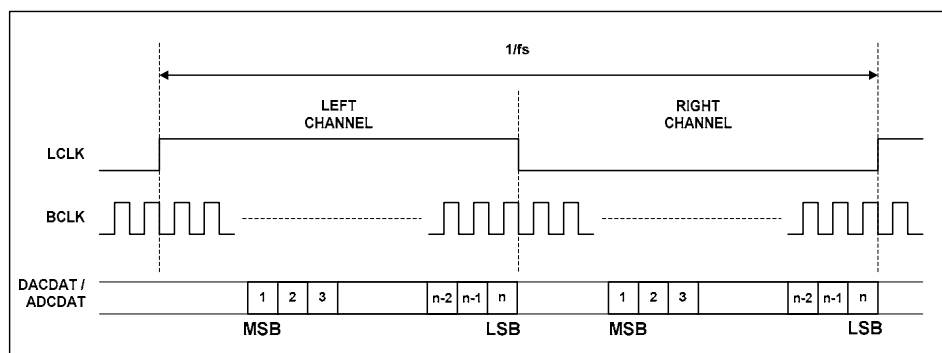 1/fs
LEFT
CHANNEL
RIGHT
CHANNEL
LCLK
BCLK
DACDAT /
ADCDAT
1 2 3 n-2 n-1 n 1 2 3 n-2 n-1 n
MSB LSB MSB LSB